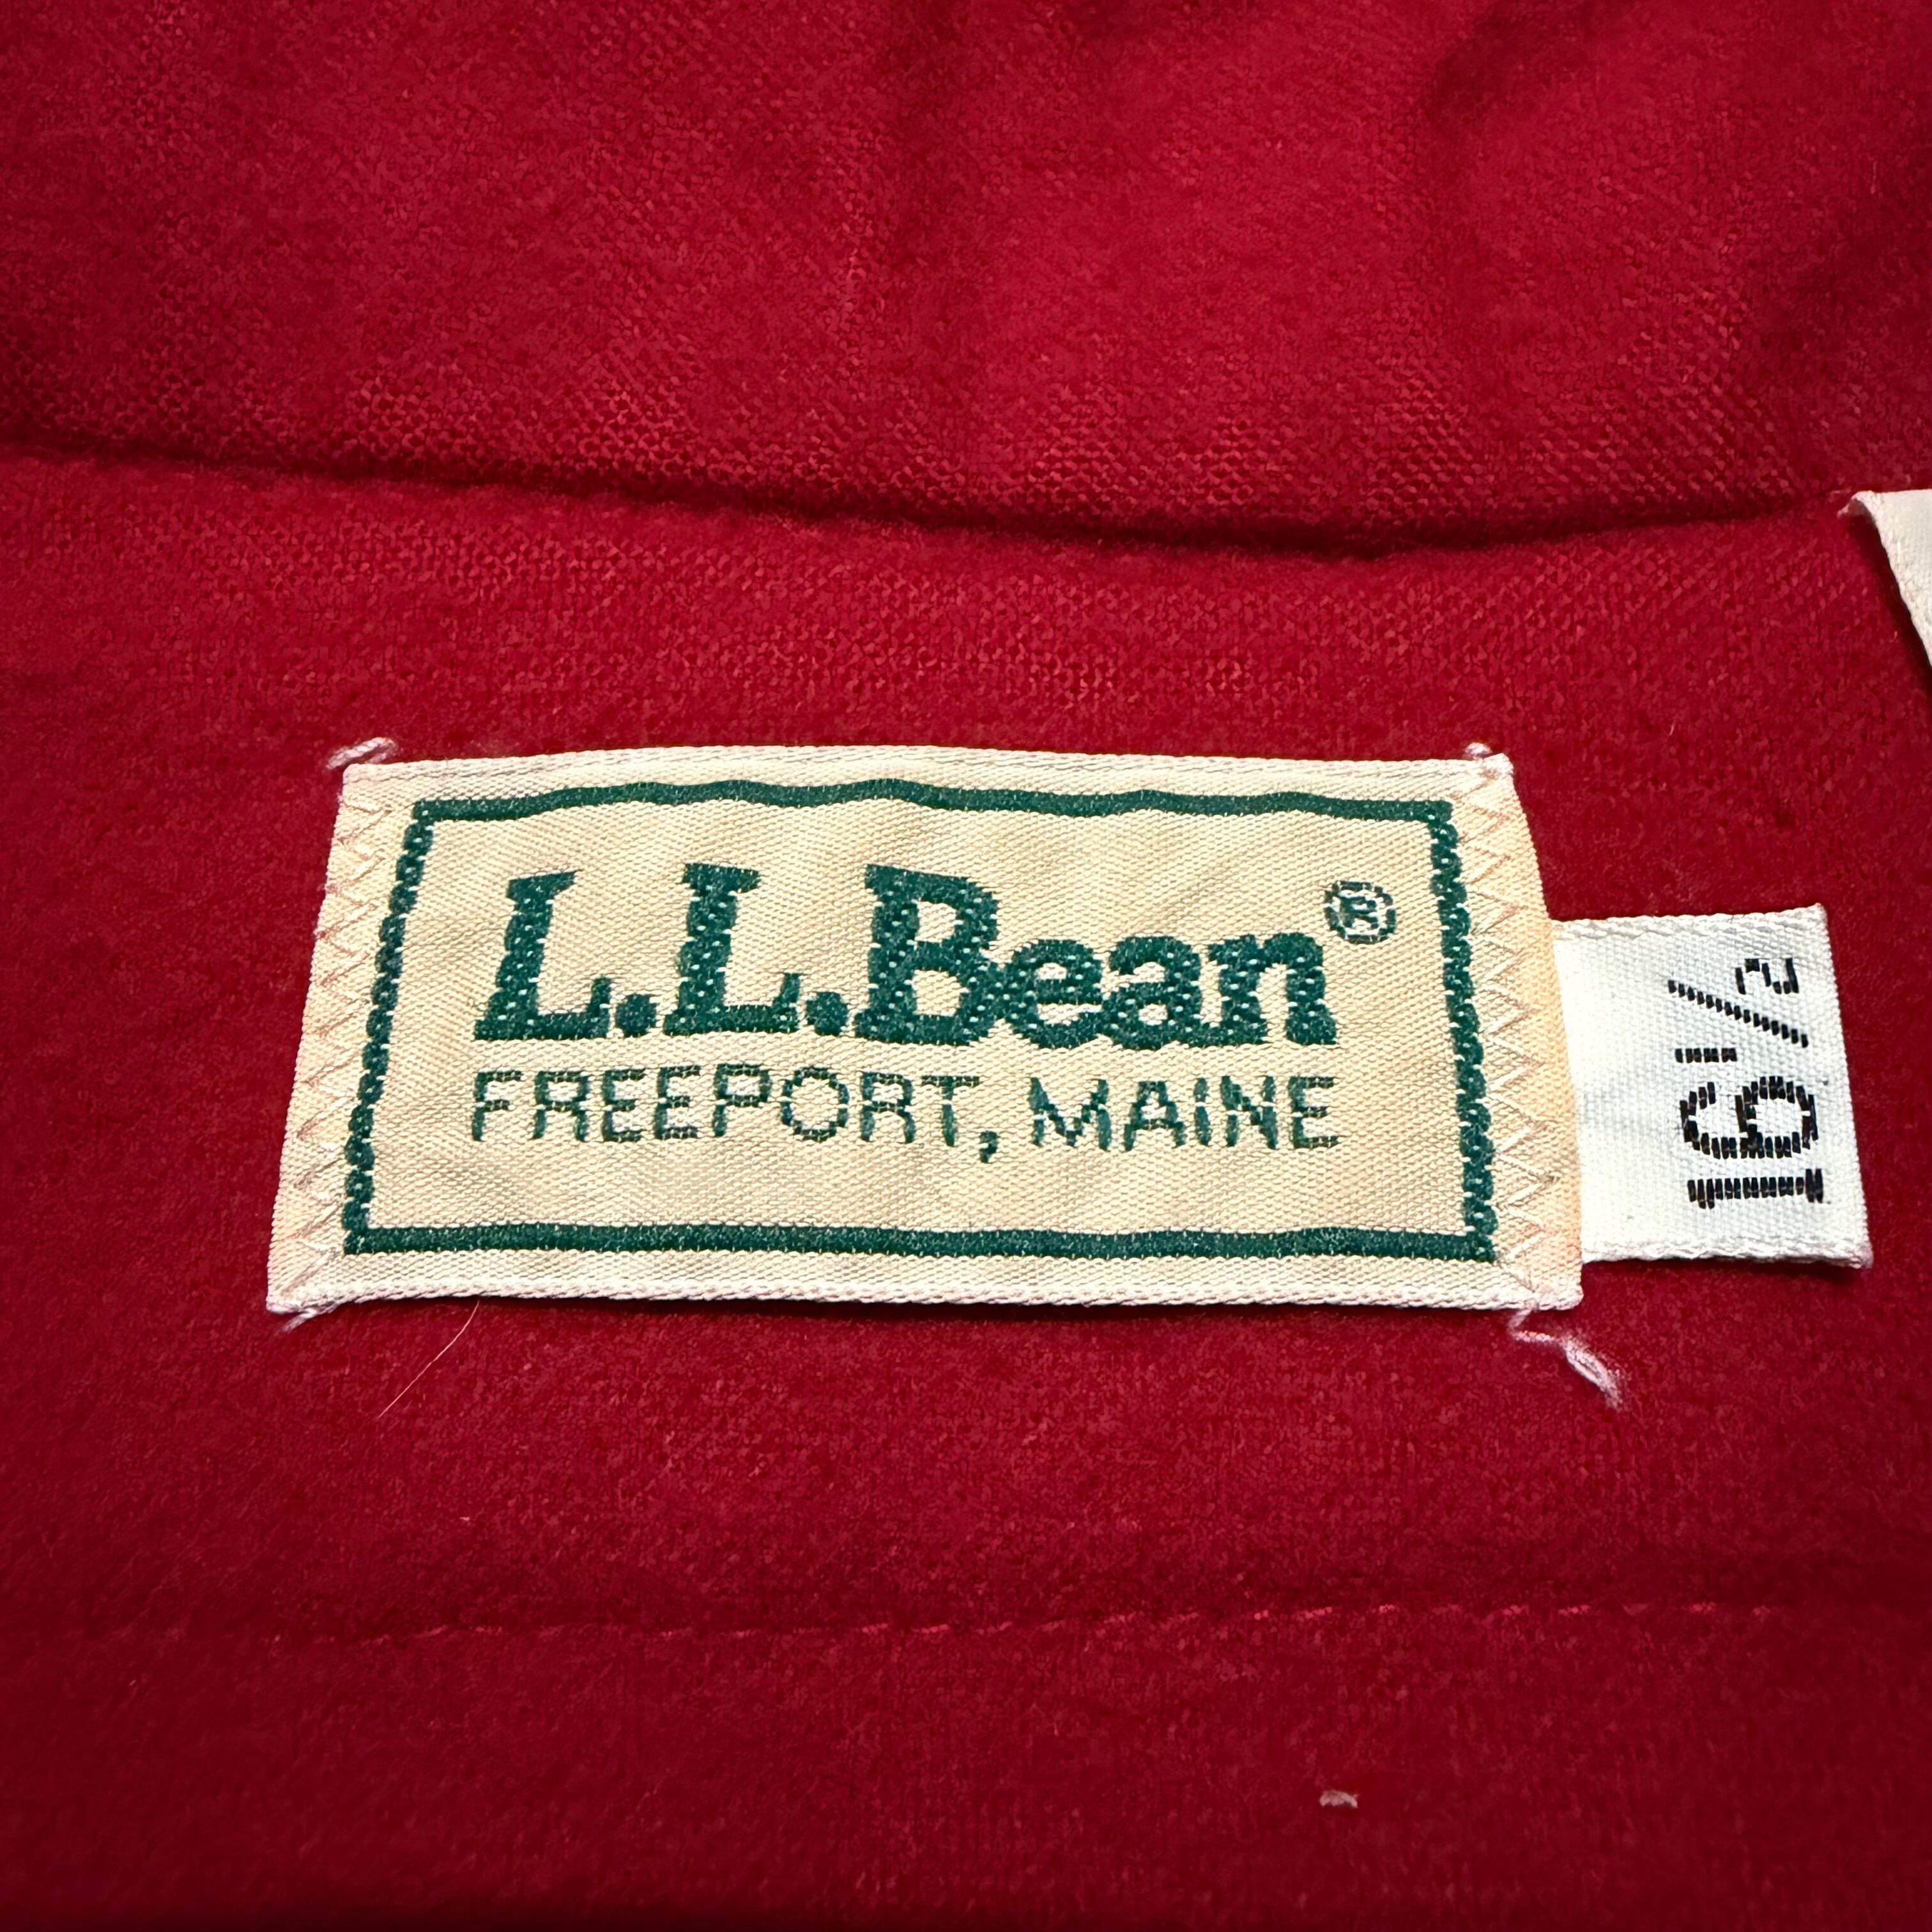 L.L.Bean®
FREEPORT, MAINE
16½